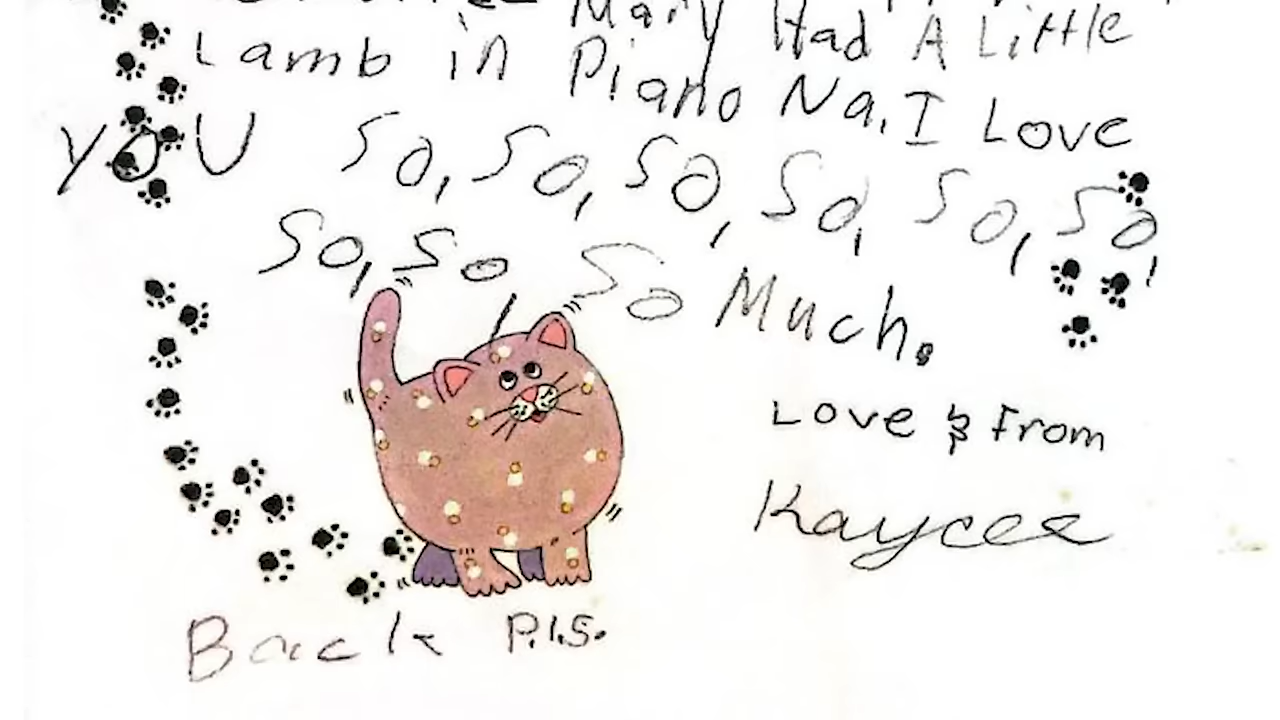 Mary Had A Little
Lamb in Piano Na. I Love
you so, so, so, so, so, so,
so, so, so Much.
Love & From
Kaycee
Back P.I.S.